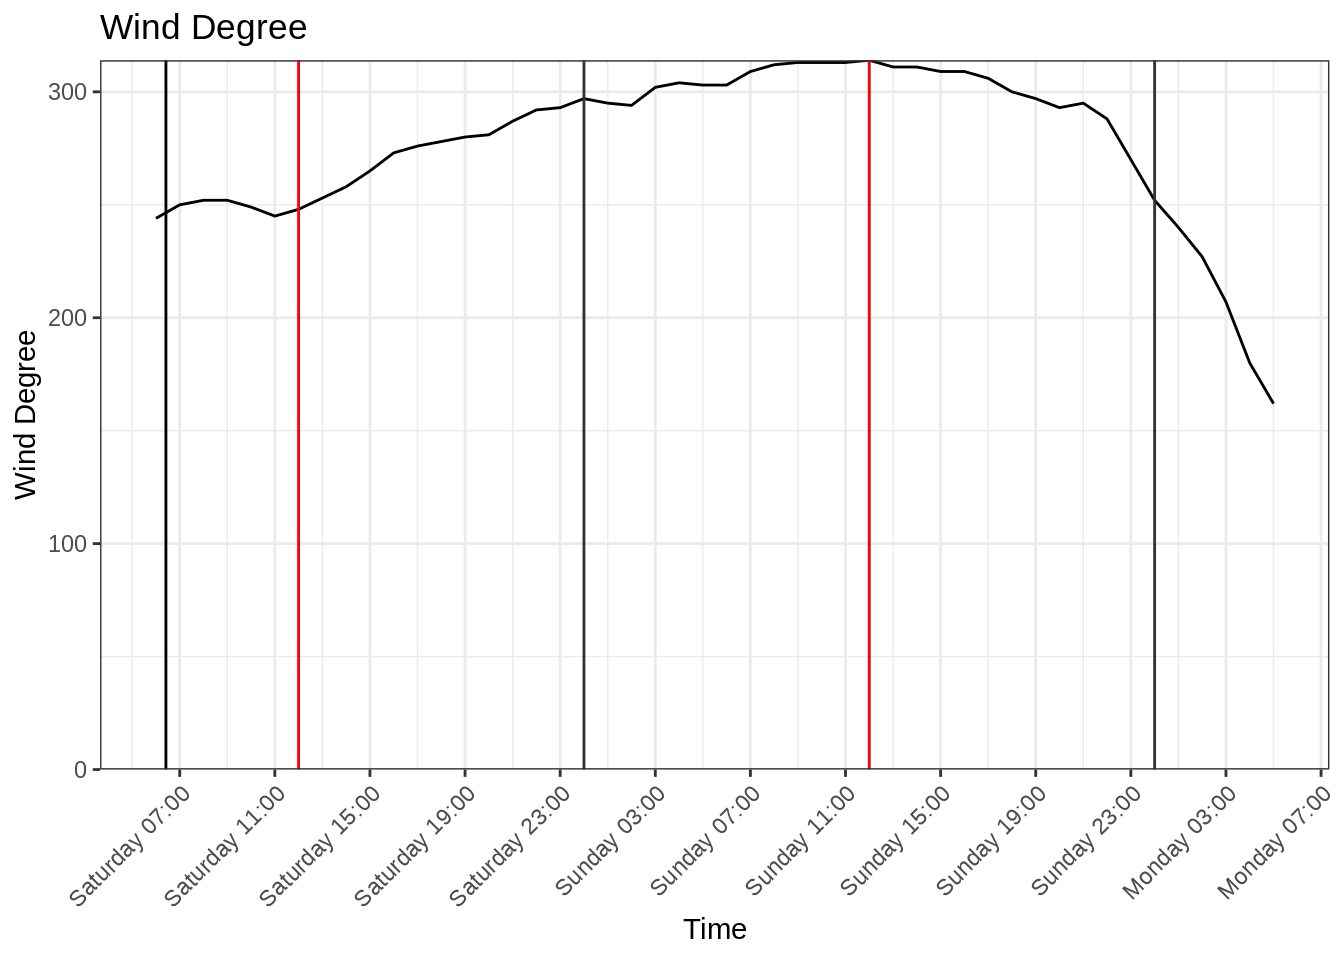 Wind Degree
Wind Degree
300
200
100
0
Saturday 07:00
Saturday 11:00
Saturday 15:00
Saturday 19:00
Saturday 23:00
Sunday 03:00
Sunday 07:00
Sunday 11:00
Sunday 15:00
Sunday 19:00
Sunday 23:00
Monday 03:00
Monday 07:00
Time